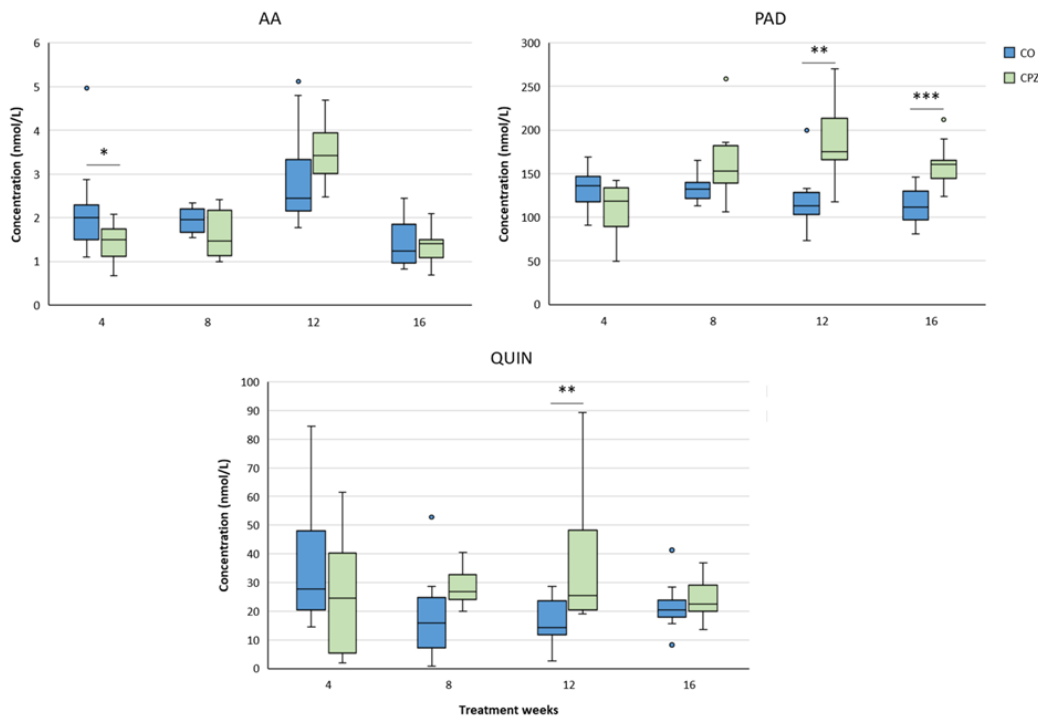 AA
Concentration (nmol/L)
6
5
4
3
2
1
0
*
4 8 12 16
PAD
Concentration (nmol/L)
300
250
200
150
100
50
0
**
***
4 8 12 16
CO
CPZ
QUIN
Concentration (nmol/L)
100
90
80
70
60
50
40
30
20
10
0
**
4 8 12 16
Treatment weeks